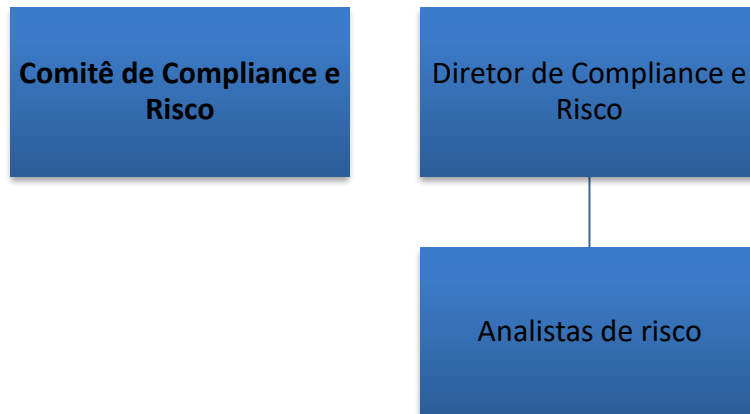 Comitê de Compliance e
Risco
Diretor de Compliance e
Risco
Analistas de risco